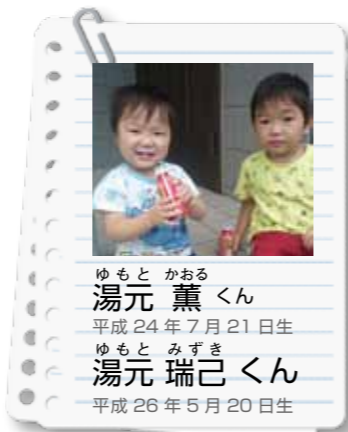 ゆもと かおる
湯元 薫 くん
平成 24 年 7 月 21 日生
ゆもと みずき
湯元 瑞己 くん
平成 26 年 5 月 20 日生